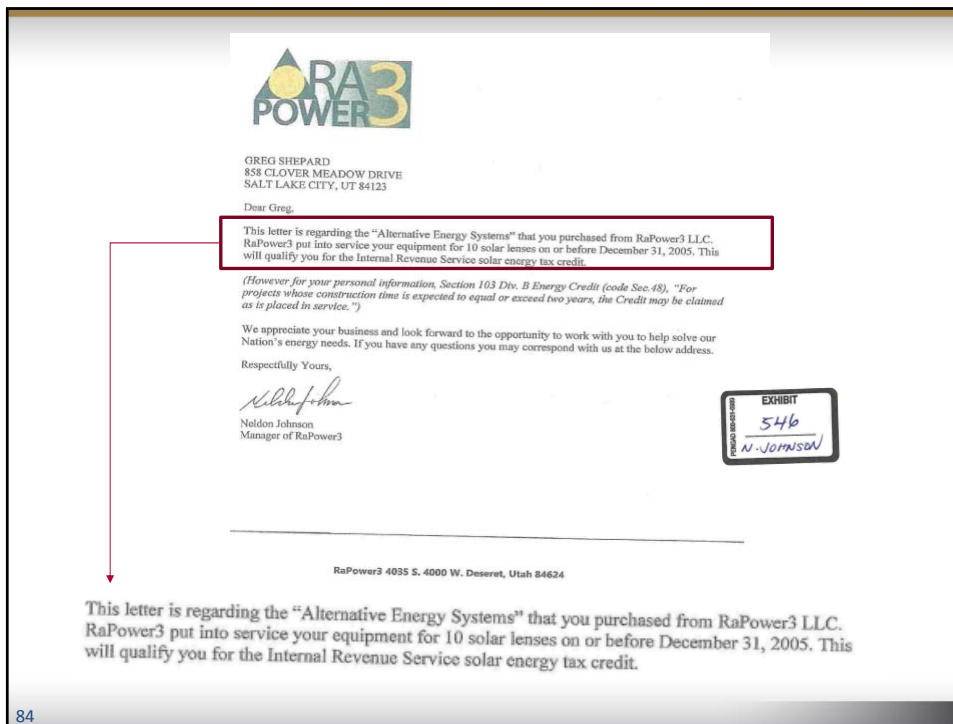 RA3
POWER
GREG SHEPARD
858 CLOVER MEADOW DRIVE
SALT LAKE CITY, UT 84123
Dear Greg,
This letter is regarding the “Alternative Energy Systems” that you purchased from RaPower3 LLC.
RaPower3 put into service your equipment for 10 solar lenses on or before December 31, 2005. This
will qualify you for the Internal Revenue Service solar energy tax credit.
(However for your personal information, Section 103 Div. B Energy Credit (code Sec.48), "For
projects whose construction time is expected to equal or exceed two years, the Credit may be claimed
as is placed in service.")
We appreciate your business and look forward to the opportunity to work with you to help solve our
Nation's energy needs. If you have any questions you may correspond with us at the below address.
Respectfully Yours,
Neldon Johnson
Neldon Johnson
Manager of RaPower3
EXHIBIT
546
N. JOHNSON
RaPower3 4035 S. 4000 W. Deseret, Utah 84624
This letter is regarding the “Alternative Energy Systems” that you purchased from RaPower3 LLC.
RaPower3 put into service your equipment for 10 solar lenses on or before December 31, 2005. This
will qualify you for the Internal Revenue Service solar energy tax credit.
84